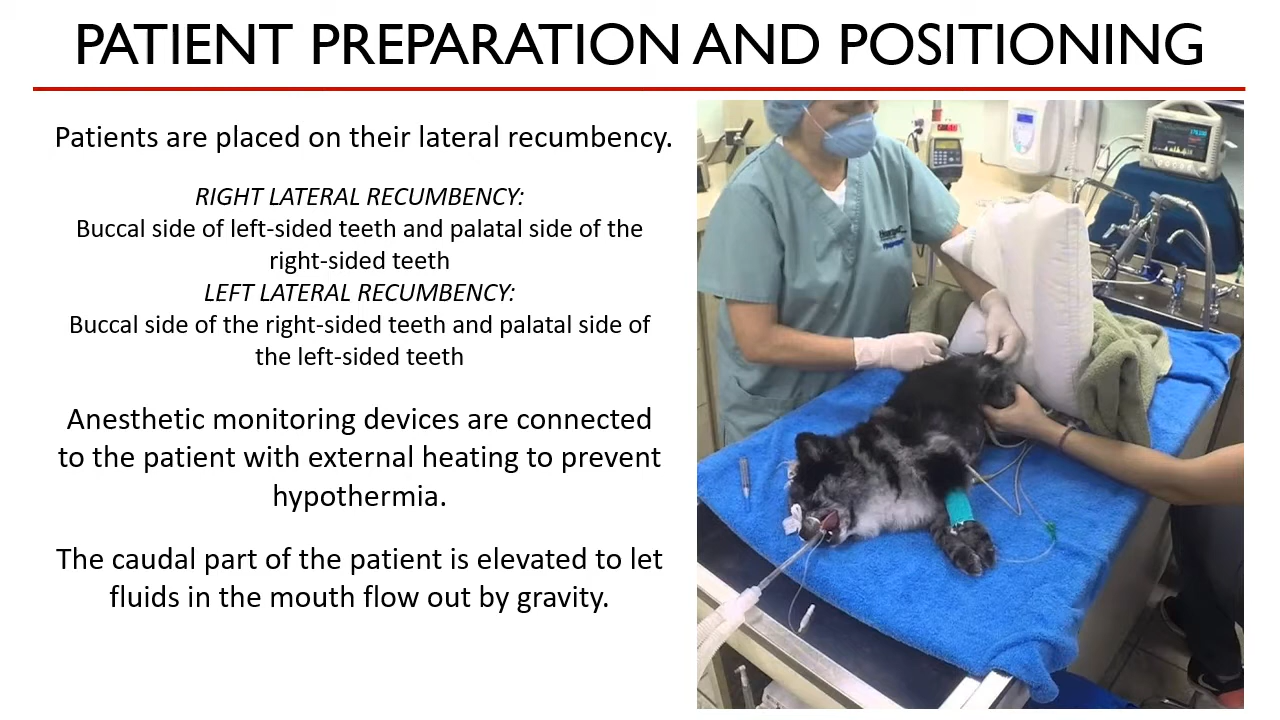 PATIENT PREPARATION AND POSITIONING
Patients are placed on their lateral recumbency.
RIGHT LATERAL RECUMBENCY:
Buccal side of left-sided teeth and palatal side of the
right-sided teeth
LEFT LATERAL RECUMBENCY:
Buccal side of the right-sided teeth and palatal side of
the left-sided teeth
Anesthetic monitoring devices are connected
to the patient with external heating to prevent
hypothermia.
The caudal part of the patient is elevated to let
fluids in the mouth flow out by gravity.